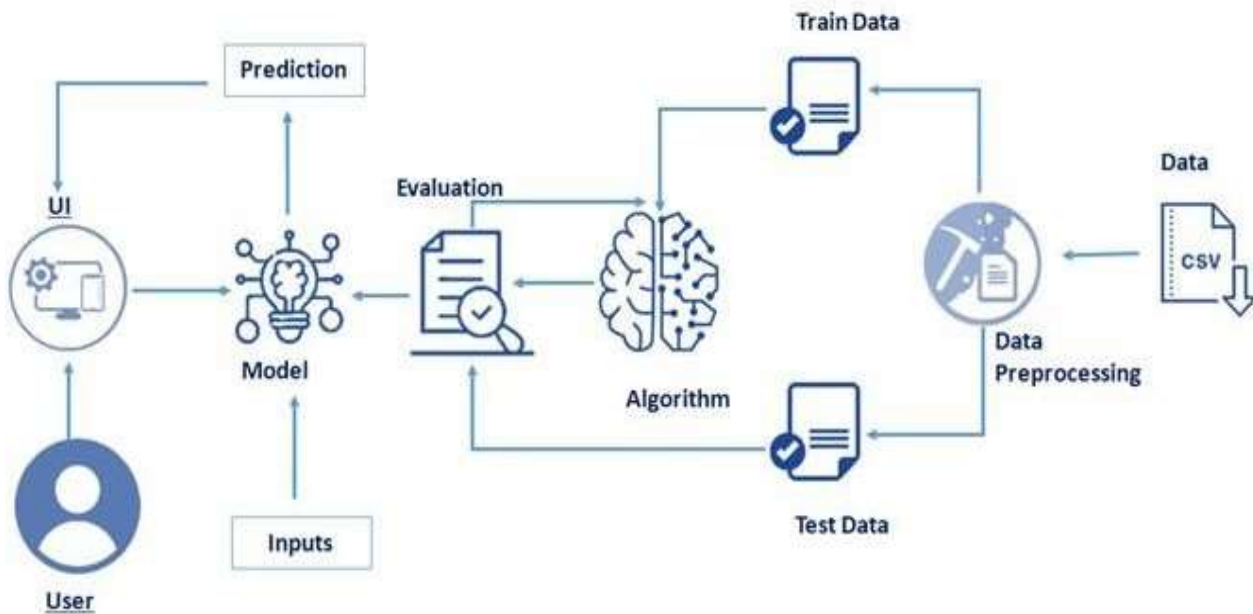 Train Data
Prediction
Data
Evaluation
UI
CSV
Data
Preprocessing
Model
Algorithm
Test Data
Inputs
User